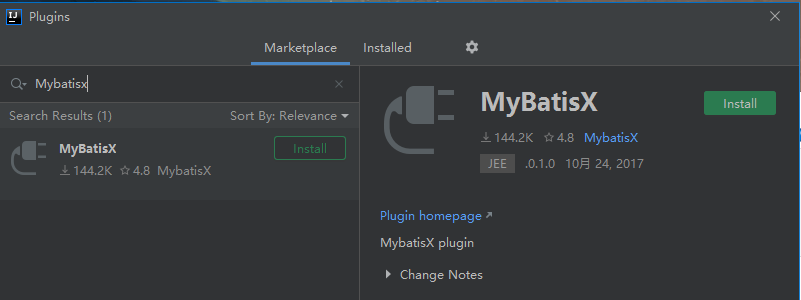 IJ Plugins
Marketplace Installed
Mybatisx
Search Results (1) Sort By: Relevance
MyBatisX Install
144.2K 4.8 MybatisX
MyBatisX Install
144.2K 4.8 MybatisX
JEE .0.1.0 10月 24, 2017
Plugin homepage
MybatisX plugin
Change Notes